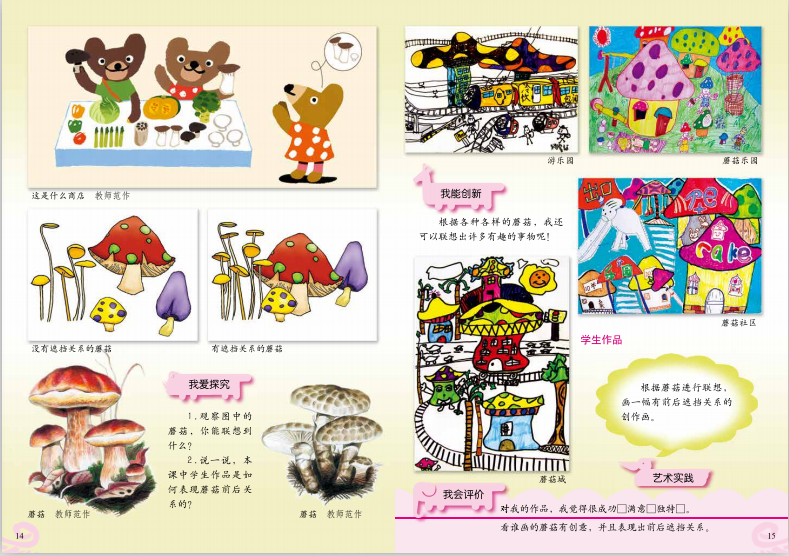 这是什么商店 教师范作
没有遮挡关系的蘑菇
有遮挡关系的蘑菇
我爱探究
1.观察图中的
蘑菇，你能联想到
什么？
2.说一说，本
课中学生作品是如
何表现蘑菇前后关
系的？
蘑菇 教师范作
蘑菇 教师范作
14
游乐园
蘑菇乐园
我能创新
根据各种各样的蘑菇，我还
可以联想出许多有趣的事物呢！
出口
Cake
蘑菇社区
学生作品
蘑菇城
根据蘑菇进行联想，
画一幅有前后遮挡关系的
创作画。
艺术实践
我会评价
对我的作品，我觉得很成功□满意□独特□。
看谁画的蘑菇有创意，并且表现出前后遮挡关系。
15